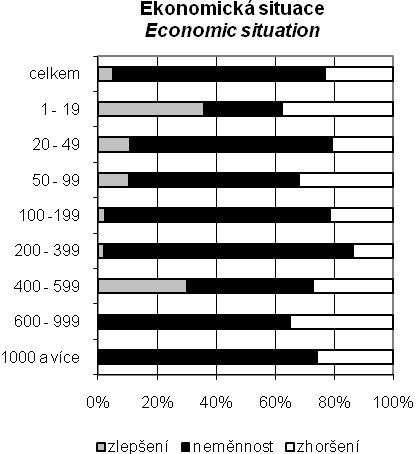 Ekonomická situace
Economic situation
celkem
1 - 19
20 - 49
50 - 99
100 -199
200 - 399
400 - 599
600 - 999
1000 a více
0% 20% 40% 60% 80% 100%
zlepšení neměnnost zhoršení